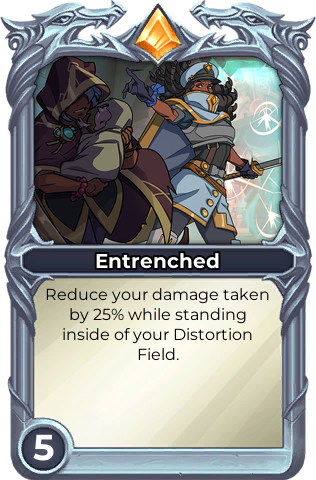 Entrenched
Reduce your damage taken
by 25% while standing
inside of your Distortion
Field.
5